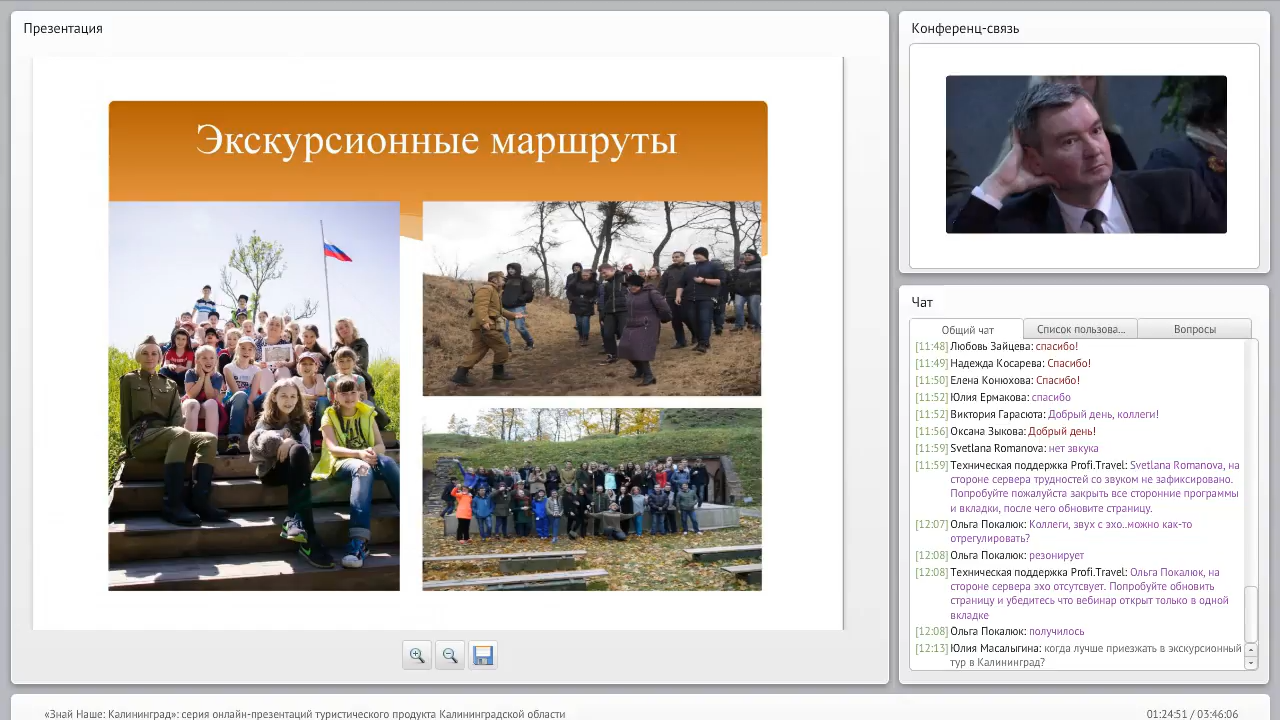 Презентация
Экскурсионные маршруты
Конференц-связь
Чат
Общий чат
Список пользова...
Вопросы
[11:48] Любовь Зайцева: спасибо!
[11:49] Надежда Косарева: Спасибо!
[11:50] Елена Конюхова: Спасибо!
[11:52] Юлия Ермакова: спасибо
[11:52] Виктория Гарасюта: Добрый день, коллеги!
[11:56] Оксана Зыкова: Добрый день!
[11:59] Svetlana Romanova: нет звкука
[11:59] Техническая поддержка Profi.Travel: Svetlana Romanova, на
стороне сервера трудностей со звуком не зафиксировано.
Попробуйте пожалуйста закрыть все сторонние программы
и вкладки, после чего обновите страницу.
[12:07] Ольга Покалюк: Коллеги, звух с эхо..можно как-то
отрегулировать?
[12:08] Ольга Покалюк: резонирует
[12:08] Техническая поддержка Profi.Travel: Ольга Покалюк, на
стороне сервера эхо отсутсвует. Попробуйте обновить
страницу и убедитесь что вебинар открыт только в одной
вкладке
[12:08] Ольга Покалюк: получилось
[12:13] Юлия Масалыгина: когда лучше приезжать в экскурсионный
тур в Калининград?
«Знай Наше: Калининград»: серия онлайн-презентаций туристического продукта Калининградской области
01:24:51 / 03:46:06